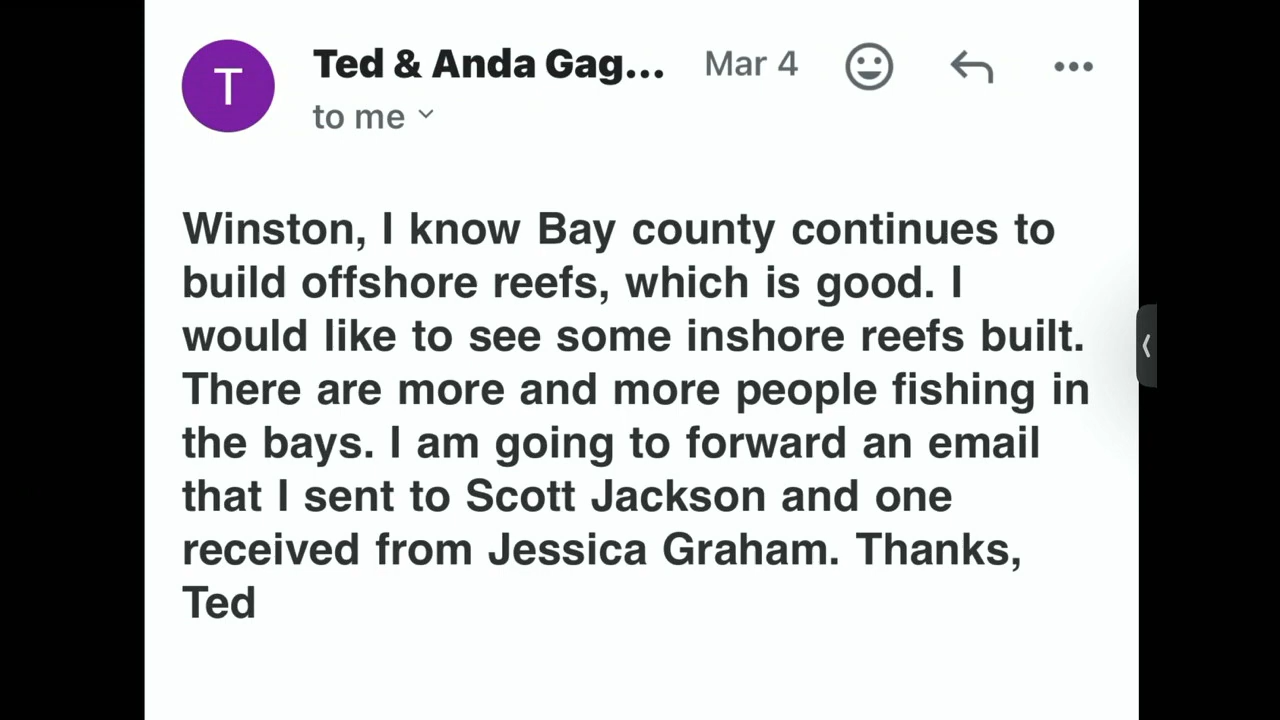 T
Ted & Anda Gag... Mar 4
to me
Winston, I know Bay county continues to
build offshore reefs, which is good. I
would like to see some inshore reefs built.
There are more and more people fishing in
the bays. I am going to forward an email
that I sent to Scott Jackson and one
received from Jessica Graham. Thanks,
Ted